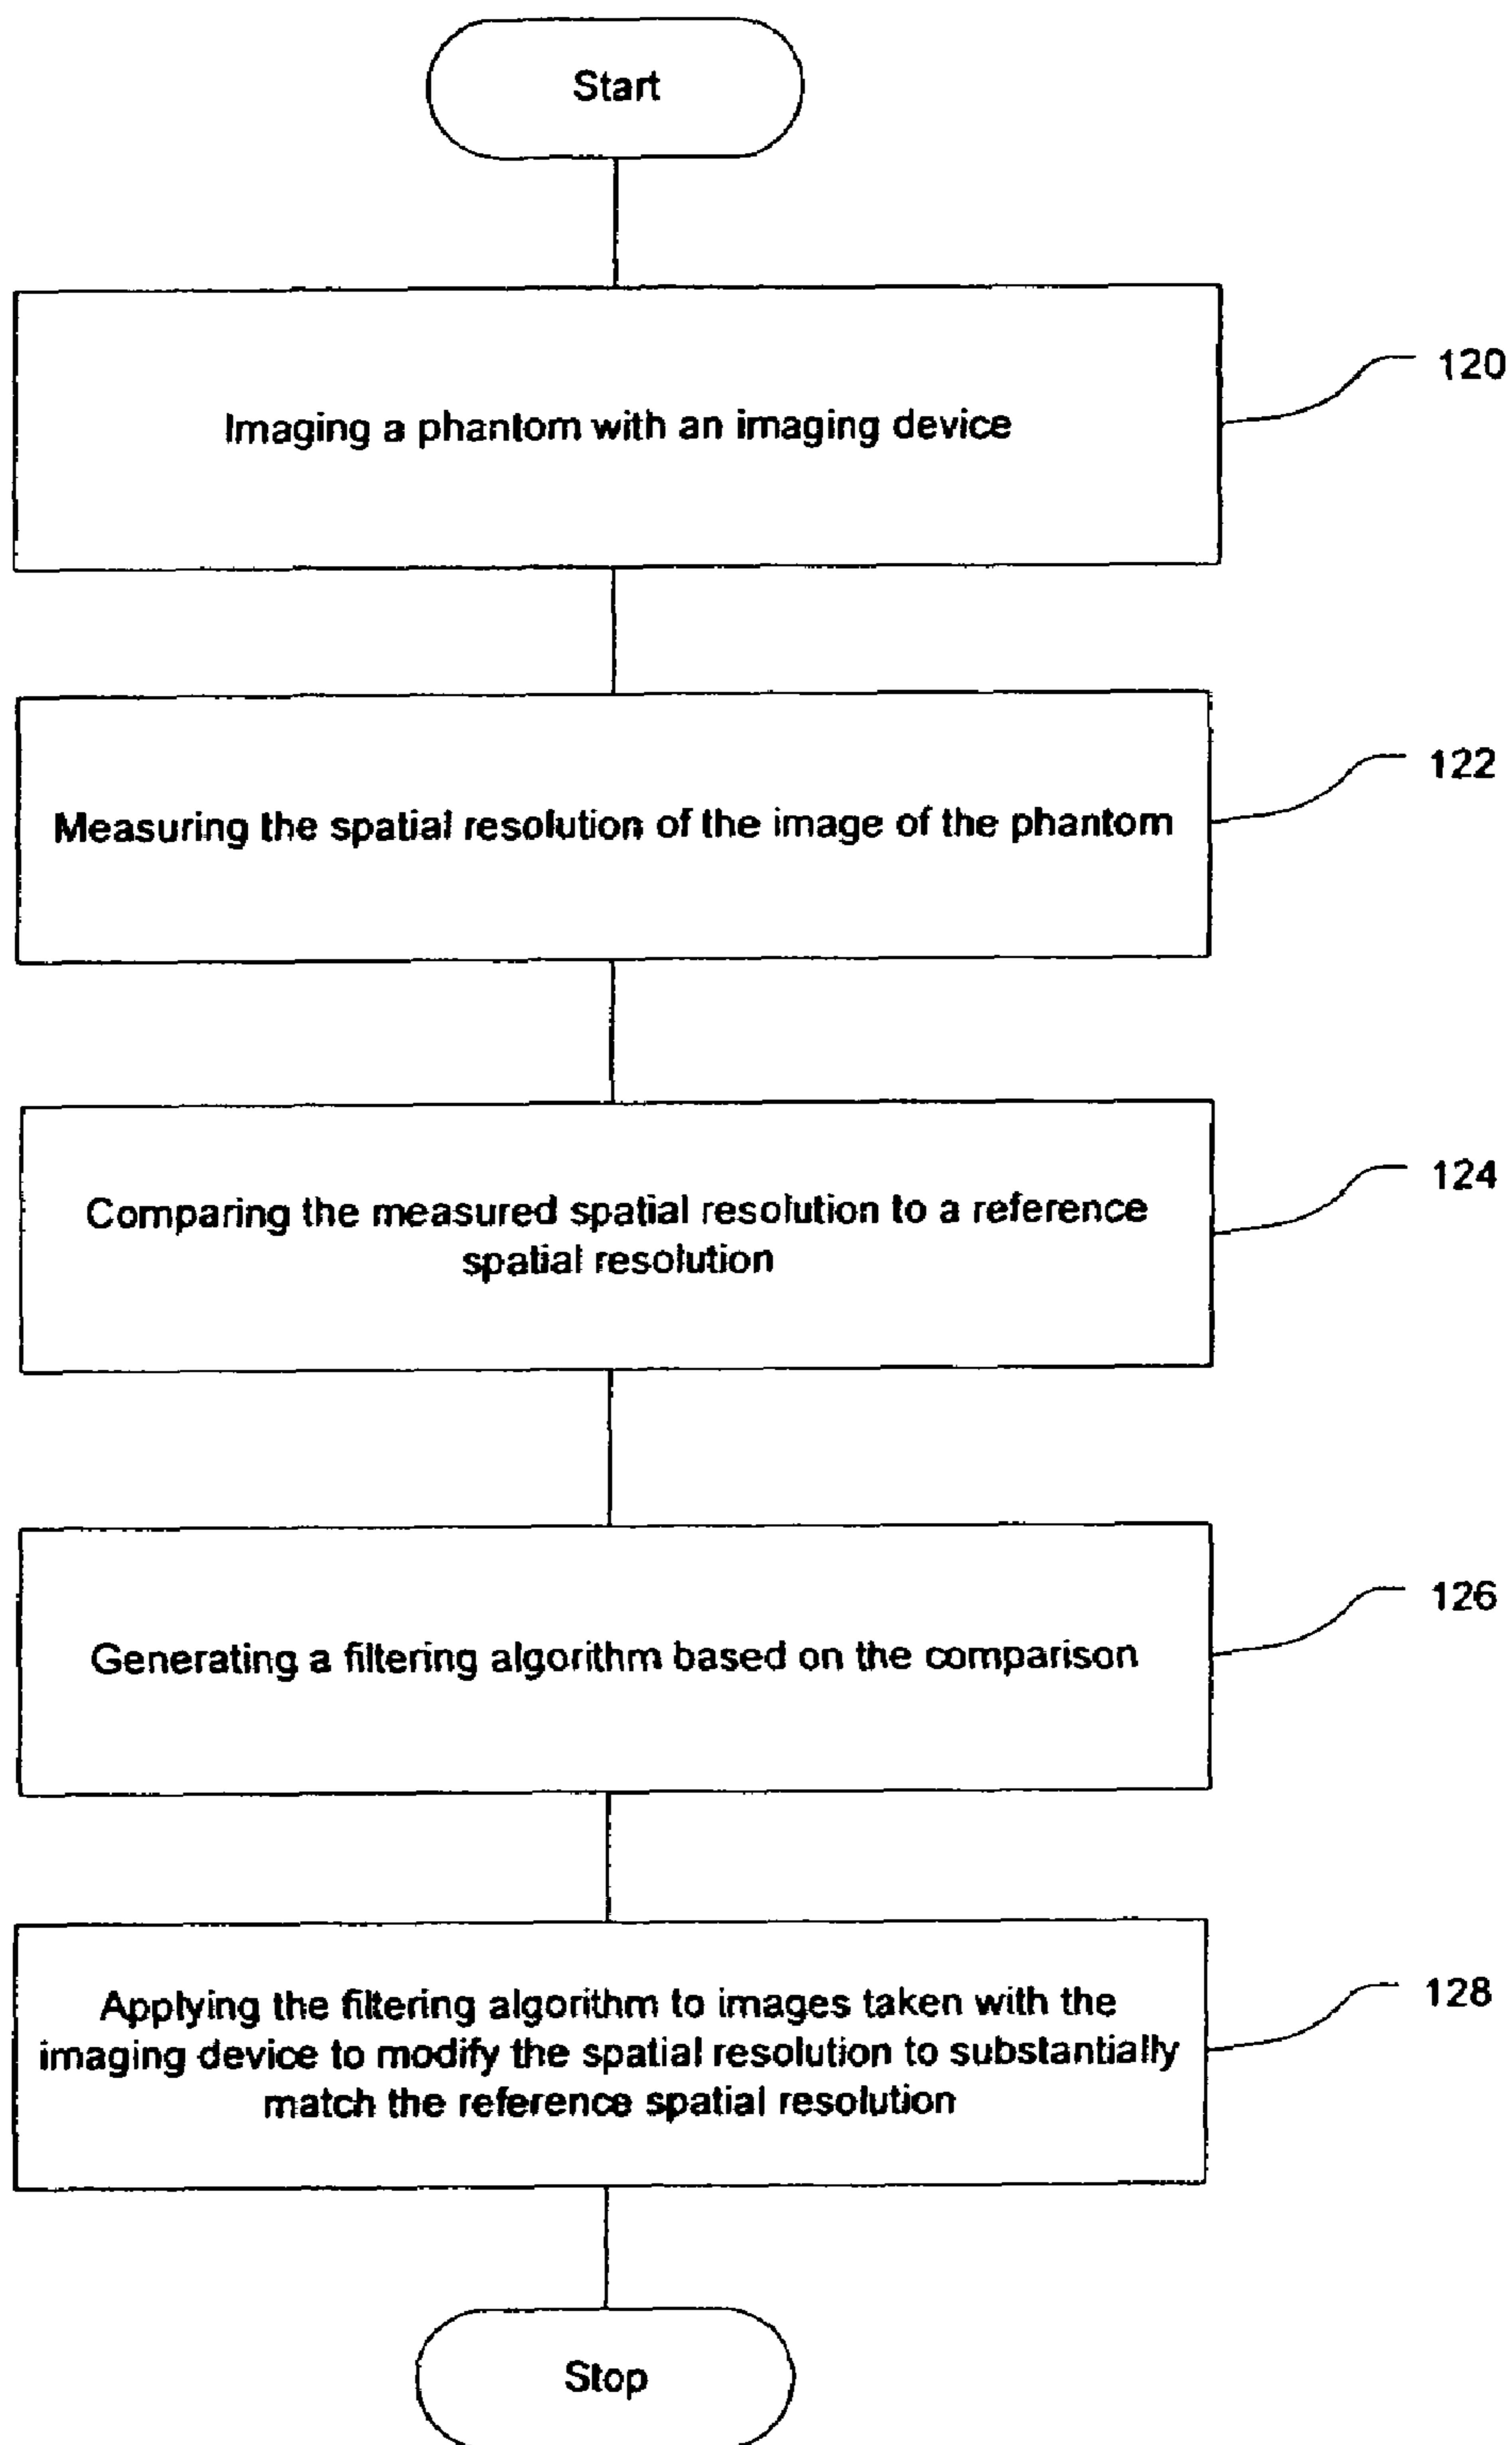 Start
Imaging a phantom with an imaging device
120
Measuring the spatial resolution of the image of the phantom
122
Comparing the measured spatial resolution to a reference
spatial resolution
124
Generating a filtering algorithm based on the comparison
126
Applying the filtering algorithm to images taken with the
imaging device to modify the spatial resolution to substantially
match the reference spatial resolution
128
Stop